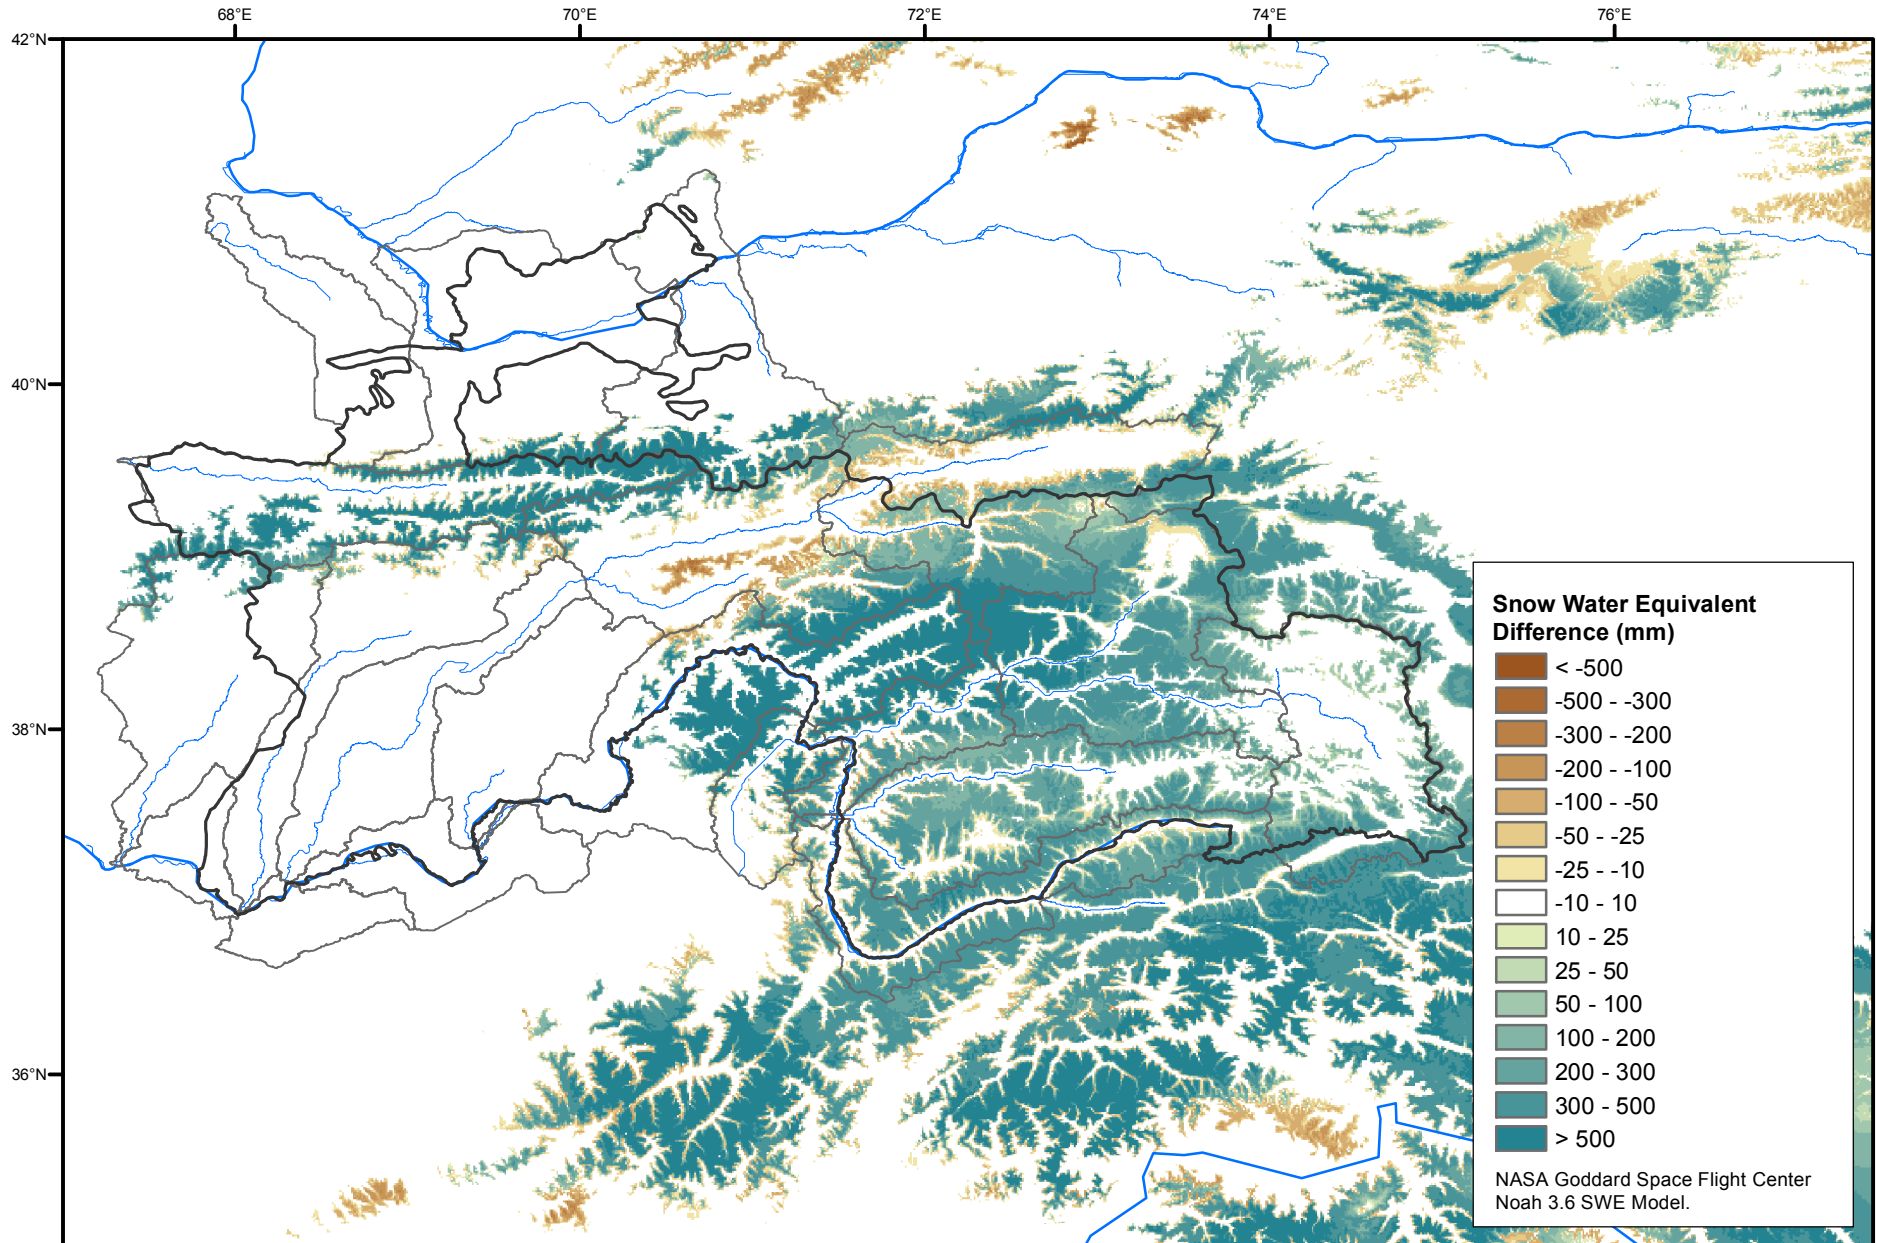 68°E
70°E
72°E
74°E
76°E
42°N
40°N
38°N
36°N
Snow Water Equivalent
Difference (mm)
< -500
-500 - -300
-300 - -200
-200 - -100
-100 - -50
-50 - -25
-25 - -10
-10 - 10
10 - 25
25 - 50
50 - 100
100 - 200
200 - 300
300 - 500
> 500
NASA Goddard Space Flight Center
Noah 3.6 SWE Model.